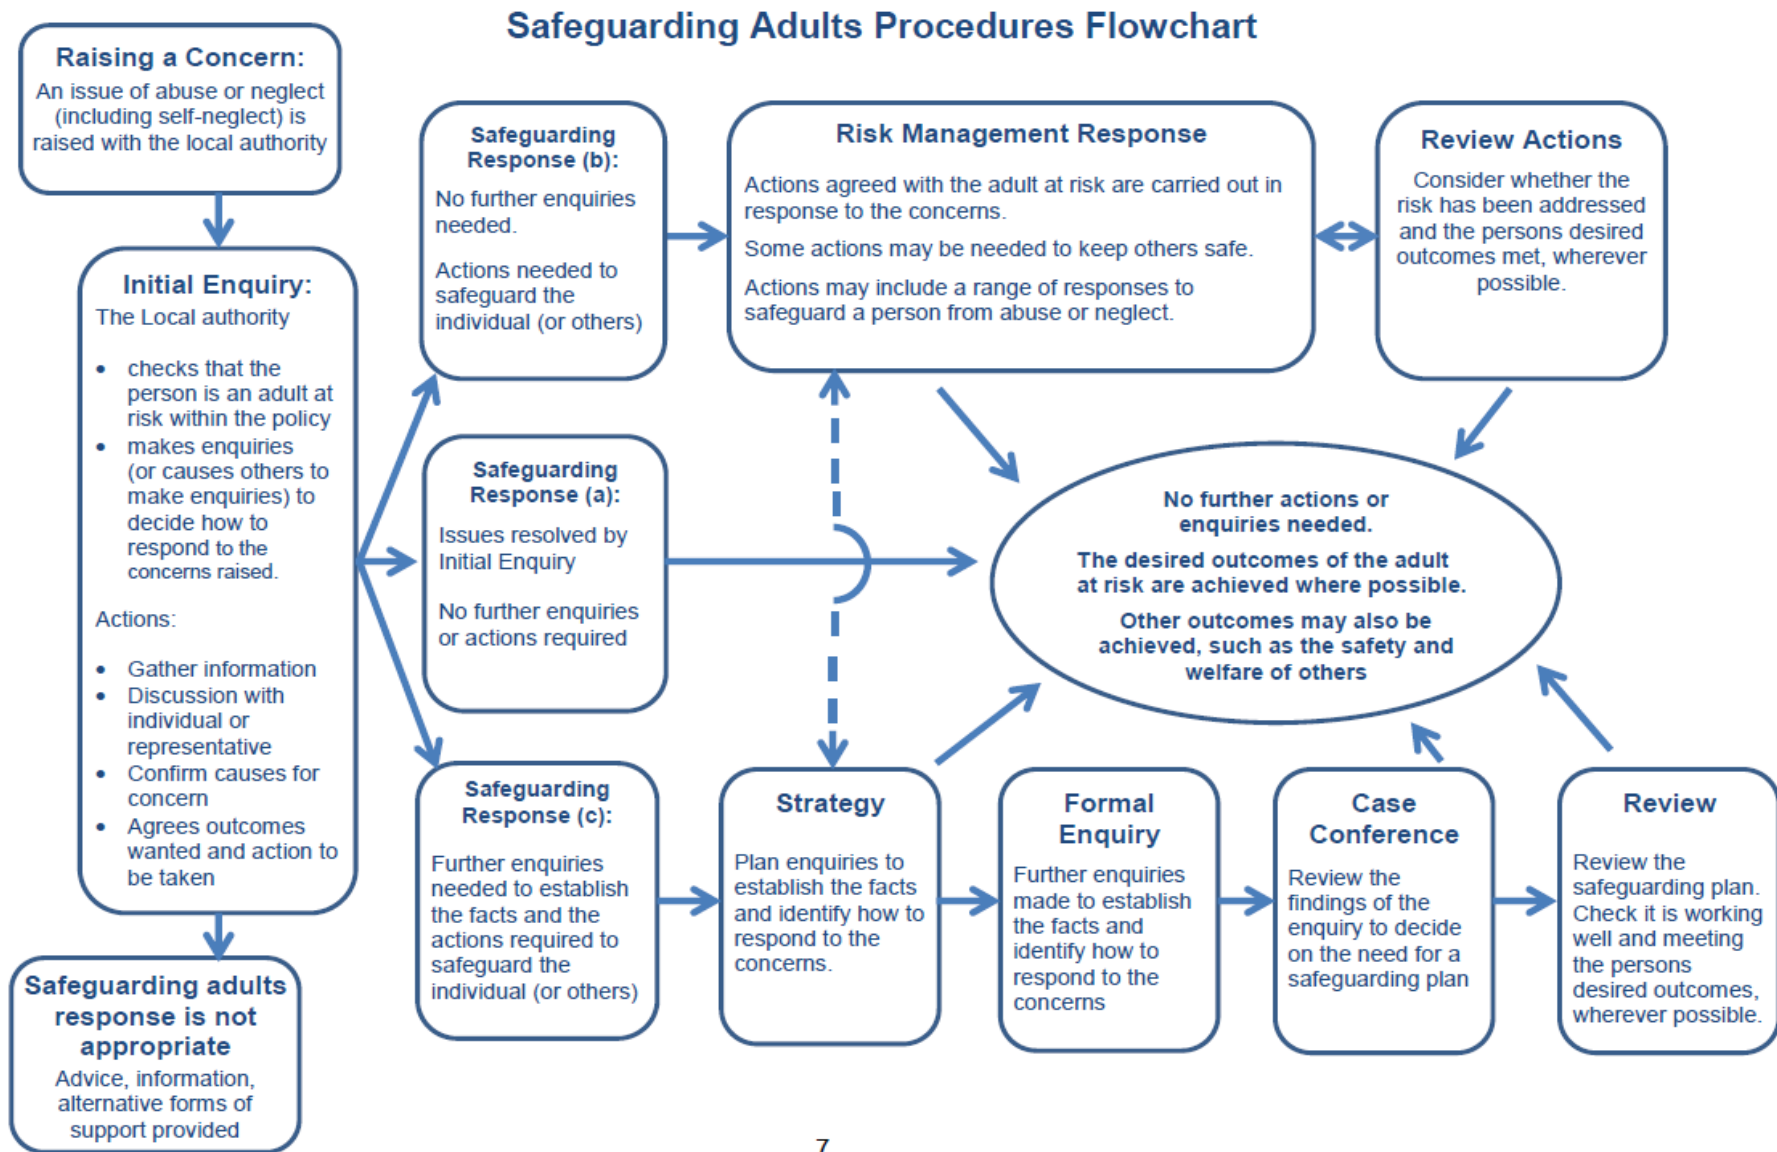 Safeguarding Adults Procedures Flowchart
Raising a Concern:
An issue of abuse or neglect
(including self-neglect) is
raised with the local authority
Initial Enquiry:
The Local authority
• checks that the
person is an adult at
risk within the policy
• makes enquiries
(or causes others to
make enquiries) to
decide how to
respond to the
concerns raised.
Actions:
• Gather information
• Discussion with
individual or
representative
• Confirm causes for
concern
• Agrees outcomes
wanted and action to
be taken
Safeguarding adults
response is not
appropriate
Advice, information,
alternative forms of
support provided
Safeguarding
Response (b):
No further enquiries
needed.
Actions needed to
safeguard the
individual (or others)
Risk Management Response
Actions agreed with the adult at risk are carried out in
response to the concerns.
Some actions may be needed to keep others safe.
Actions may include a range of responses to
safeguard a person from abuse or neglect.
Review Actions
Consider whether the
risk has been addressed
and the persons desired
outcomes met, wherever
possible.
Safeguarding
Response (a):
Issues resolved by
Initial Enquiry
No further enquiries
or actions required
No further actions or
enquiries needed.
The desired outcomes of the adult
at risk are achieved where possible.
Other outcomes may also be
achieved, such as the safety and
welfare of others
Safeguarding
Response (c):
Further enquiries
needed to establish
the facts and the
actions required to
safeguard the
individual (or others)
Strategy
Plan enquiries to
establish the facts
and identify how to
respond to the
concerns.
Formal
Enquiry
Further enquiries
made to establish
the facts and
identify how to
respond to the
concerns
Case
Conference
Review the
findings of the
enquiry to decide
on the need for a
safeguarding plan
Review
Review the
safeguarding plan.
Check it is working
well and meeting
the persons
desired outcomes,
wherever possible.
7